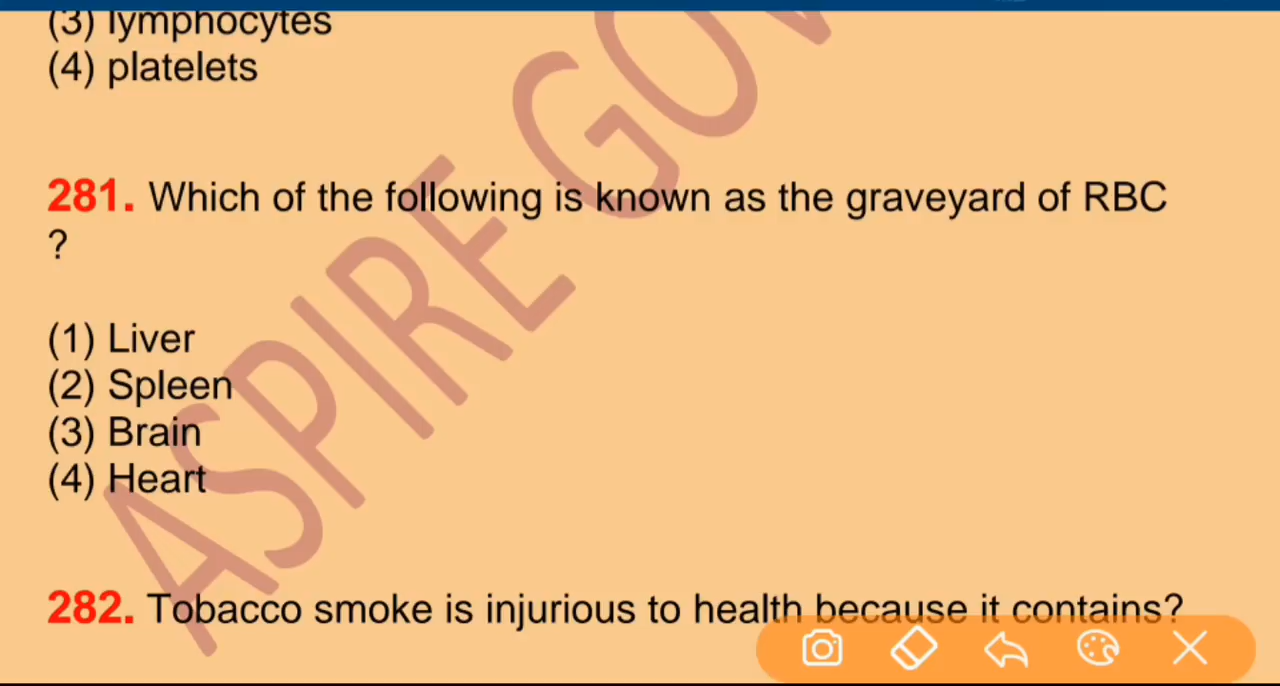 (3) lymphocytes
(4) platelets
281. Which of the following is known as the graveyard of RBC
?
(1) Liver
(2) Spleen
(3) Brain
(4) Heart
282. Tobacco smoke is injurious to health because it contains?
ASPIRE